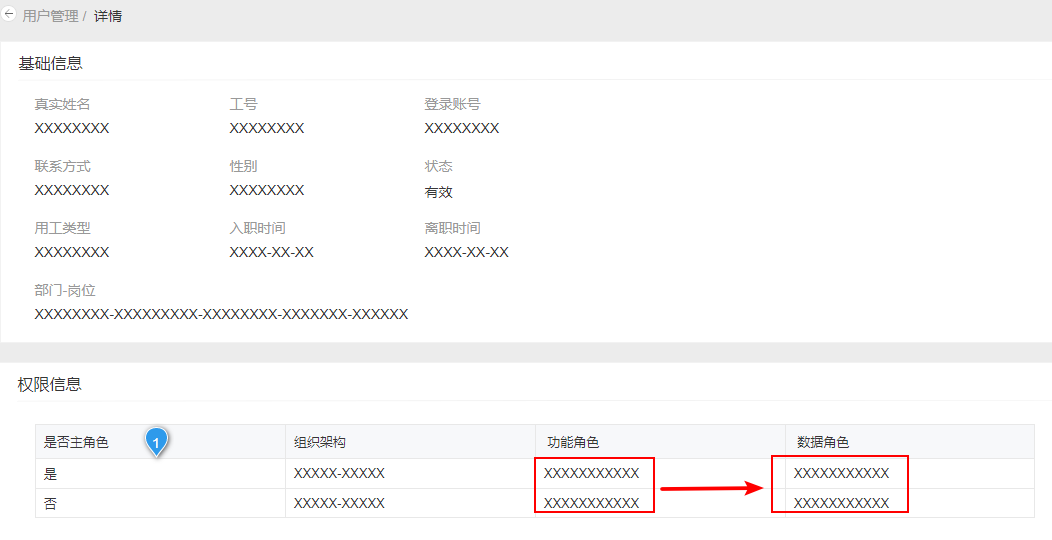 用户管理 / 详情
基础信息
真实姓名 工号 登录账号
XXXXXXXX XXXXXXXX XXXXXXXX
联系方式 性别 状态
XXXXXXXX XXXXXXXX 有效
用工类型 入职时间 离职时间
XXXXXXXX XXXX-XX-XX XXXX-XX-XX
部门-岗位
XXXXXXXX-XXXXXXXXX-XXXXXXXX-XXXXXXX-XXXXXX
权限信息
是否主角色 1 组织架构 功能角色 数据角色
是 XXXXX-XXXXX XXXXXXXXXXX XXXXXXXXXXX
否 XXXXX-XXXXX XXXXXXXXXXX XXXXXXXXXXX